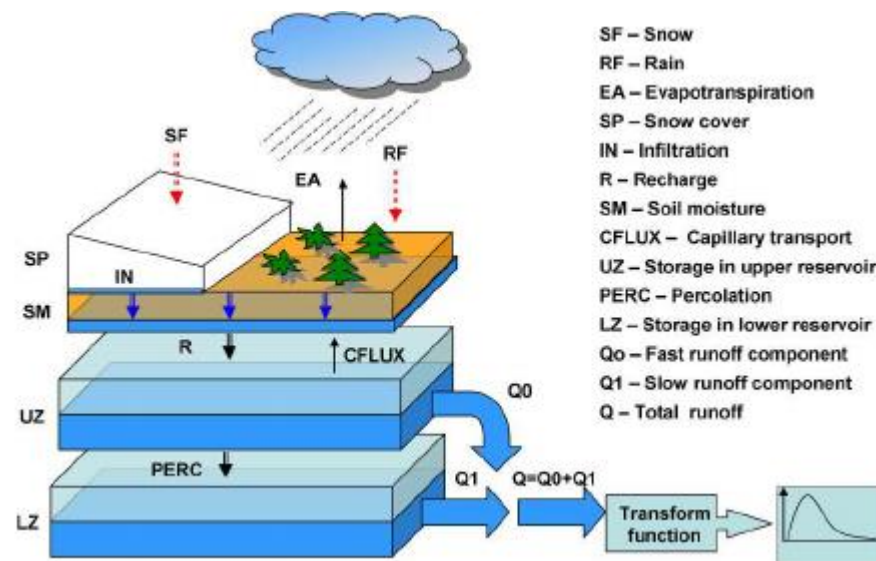 SF
RF
EA
SP
IN
SM
R
CFLUX
UZ
Q0
PERC
LZ
Q1
Q=Q0+Q1
Transform
function
SF – Snow
RF – Rain
EA – Evapotranspiration
SP – Snow cover
IN – Infiltration
R – Recharge
SM – Soil moisture
CFLUX – Capillary transport
UZ – Storage in upper reservoir
PERC – Percolation
LZ – Storage in lower reservoir
Qo – Fast runoff component
Q1 – Slow runoff component
Q – Total runoff